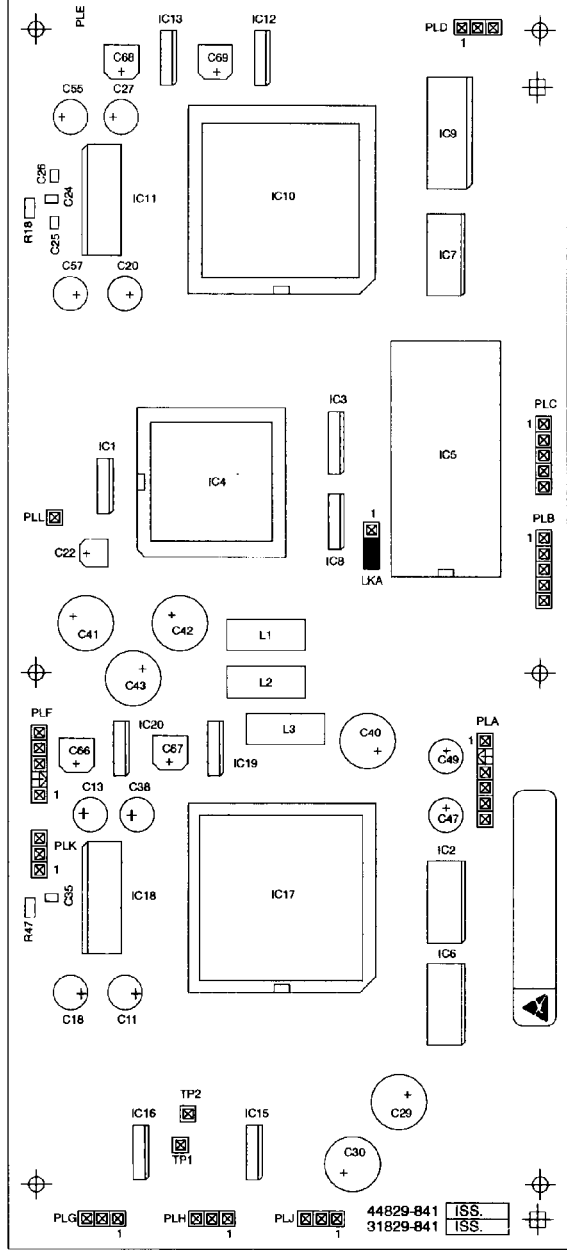 PLE
IC13
IC12
PLD
1
C68
C69
C55
C27
IC9
C26
C24
IC11
IC10
R18
C25
IC7
C57
C20
PLC
IC3
1
IC1
IC4
IC5
PLL
1
PLB
C22
IC8
1
LKA
C41
C42
L1
C43
L2
PLF
IC20
L3
C40
PLA
C66
C67
IC19
1
C49
1
C13
C38
C47
PLK
IC2
1
C35
IC18
IC17
R47
IC6
C18
C11
TP2
IC16
IC15
C29
TP1
C30
PLG
1
PLH
1
PLJ
1
44829-841 ISS.
31829-841 ISS.